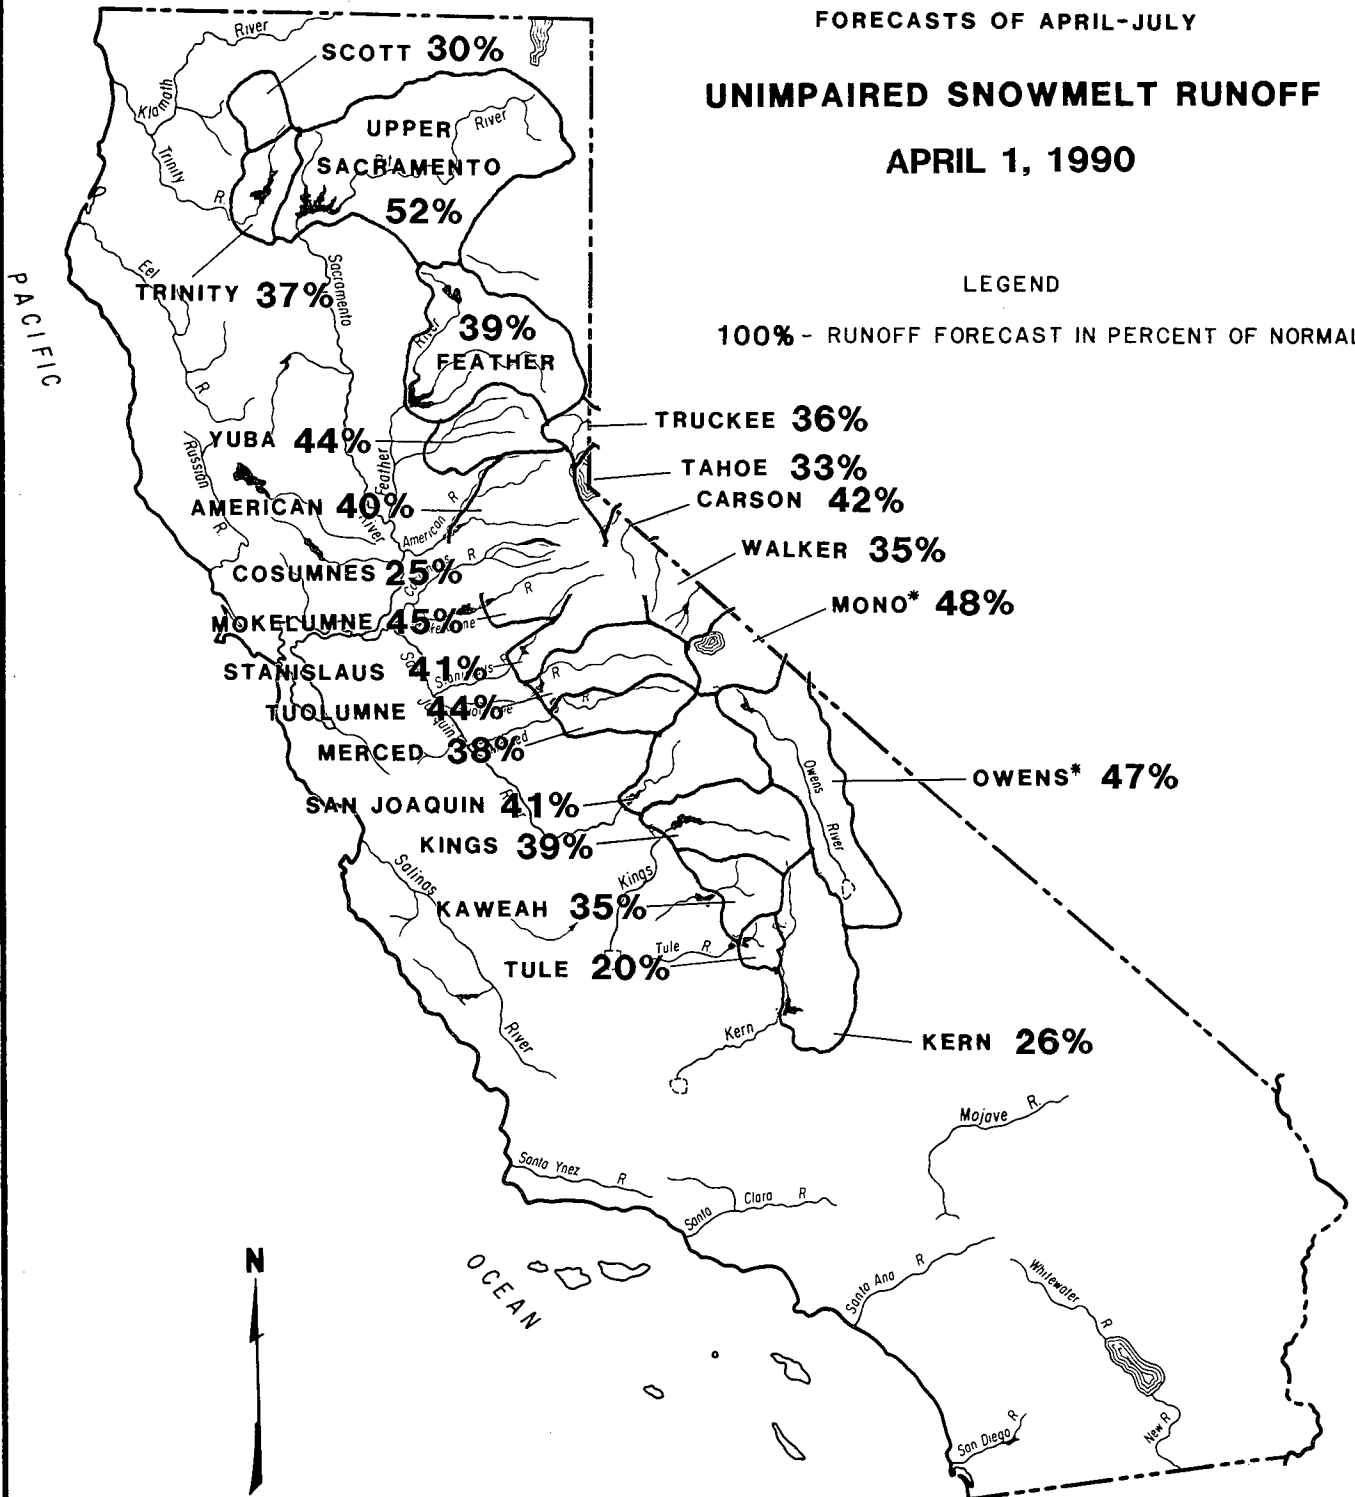 FORECASTS OF APRIL-JULY
UNIMPAIRED SNOWMELT RUNOFF
APRIL 1, 1990
LEGEND
100% - RUNOFF FORECAST IN PERCENT OF NORMAL
River
SCOTT 30%
Klamath
UPPER
River
SACRAMENTO
Pit
52%
Trinity
R.
TRINITY 37%
Eel
Sacramento
PACIFIC
39%
River
FEATHER
R
TRUCKEE 36%
YUBA 44%
Russian
Feather
TAHOE 33%
CARSON 42%
AMERICAN 40%
R
R.
River
American
WALKER 35%
COSUMNES 25%
R
R
MONO* 48%
MOKELUMNE 45%
STANISLAUS 41%
R
R
San
TUOLUMNE 44%
R
Joaquin
MERCED 38%
Owens
OWENS* 47%
SAN JOAQUIN 41%
R
River
KINGS 39%
Salinas
Kings
KAWEAH 35%
Tule R.
TULE 20%
River
Kern
KERN 26%
Mojave R.
Santa Ynez R
Santa Clara R
N
OCEAN
Santa Ana R
Whitewater R
San Diego R
New R